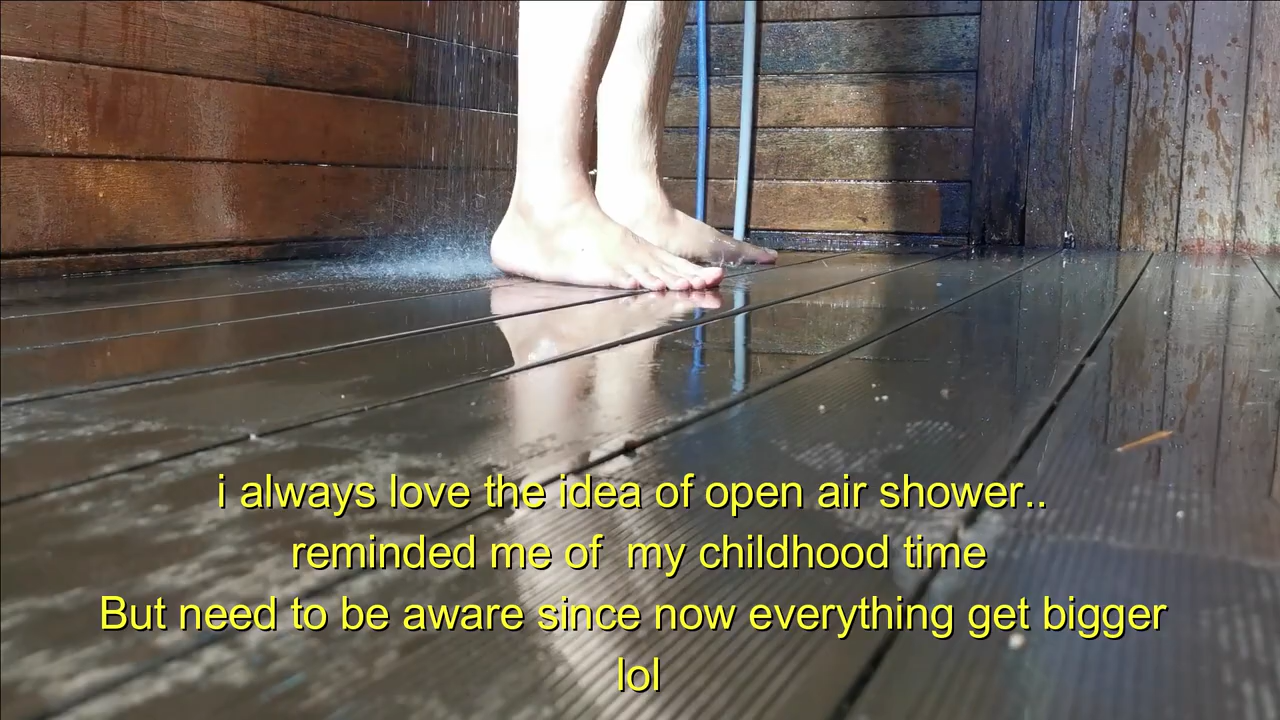 i always love the idea of open air shower..
reminded me of  my childhood time
But need to be aware since now everything get bigger
lol